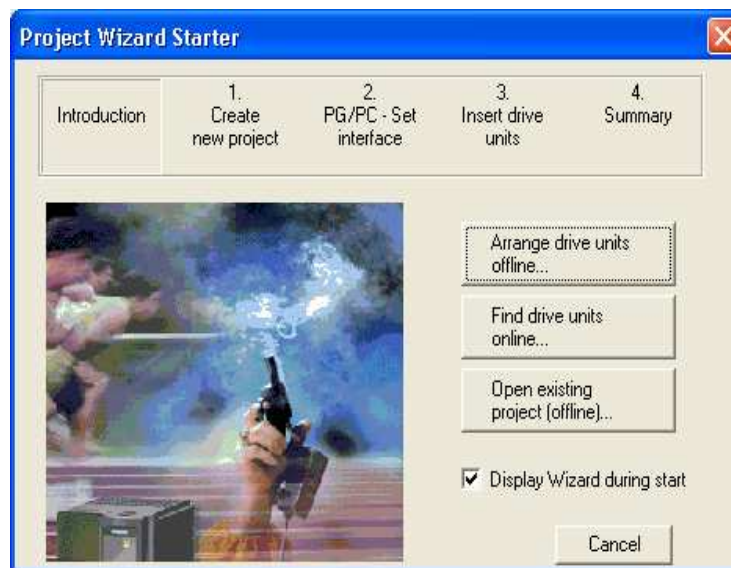 Project Wizard Starter
Introduction
1.
Create
new project
2.
PG/PC - Set
interface
3.
Insert drive
units
4.
Summary
Arrange drive units
offline...
Find drive units
online...
Open existing
project (offline)...
Display Wizard during start
Cancel